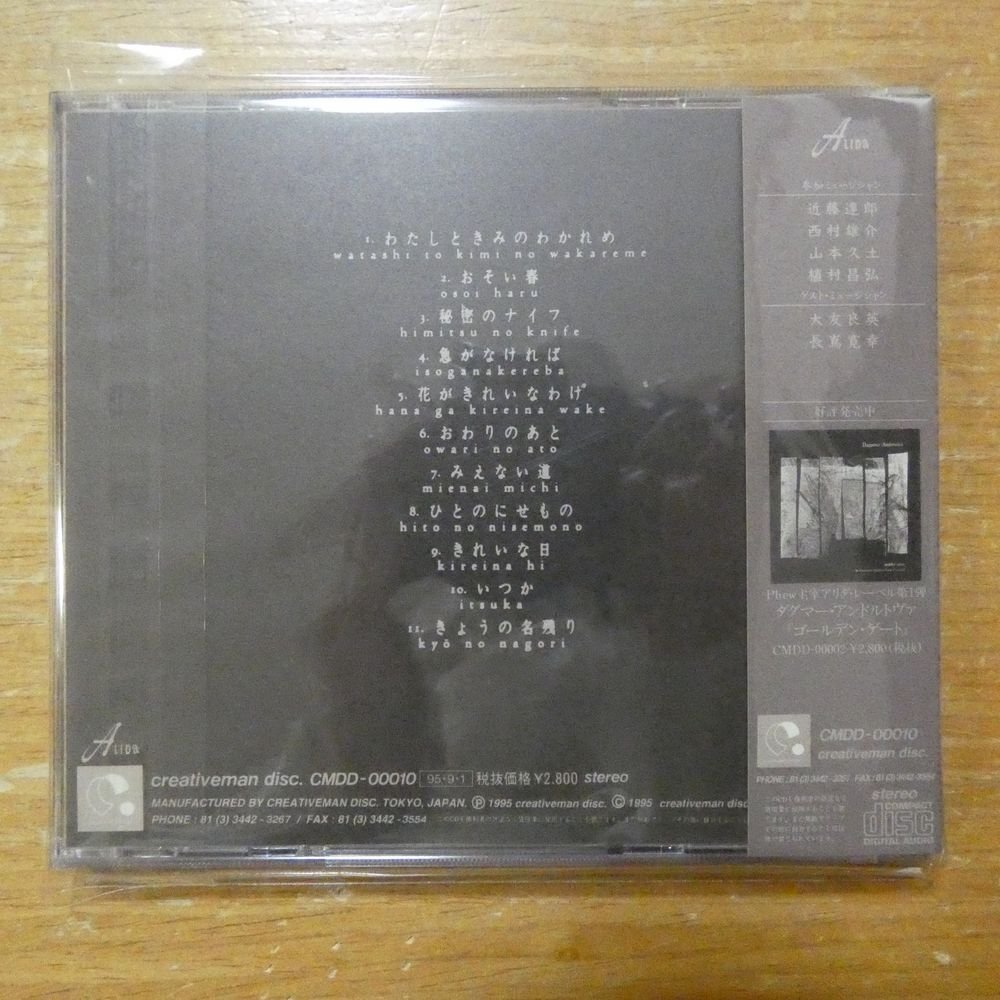 1. わたしときみのわかれめ
watashi to kimi no wakareme
2. おそい春
osoi haru
3. 秘密のナイフ
himitsu no knife
4. 急がなければ
isoganakereba
5. 花がきれいなわけ
hana ga kireina wake
6. おわりのあと
owari no ato
7. みえない道
mienai michi
8. ひとのにせもの
hito no nisemono
9. きれいな日
kireina hi
10. いつか
itsuka
11. きょうの名残り
kyō no nagori
ALIDA
creativeman disc. CMDD-00010 95・9・1 税抜価格¥2,800 stereo
MANUFACTURED BY CREATIVEMAN DISC. TOKYO, JAPAN. Ⓟ 1995 creativeman disc. Ⓒ 1995 creativeman disc
PHONE : 81 (3) 3442 - 3267 / FAX : 81 (3) 3442 - 3554
ALIDA
参加ミュージシャン
近藤達郎
西村雄介
山本久土
植村昌弘
ゲスト・ミュージシャン
大友良英
長嶌寛幸
好評発売中
Phew主宰アリダ・レーベル第1弾
ダグマー・アンドルトヴァ
『ゴールデン・ゲート』
CMDD-00002 ¥2,800(税抜)
CMDD-00010
creativeman disc.
PHONE : 81 (3) 3442-3267 FAX : 81 (3) 3442-3554
stereo
COMPACT
disc
DIGITAL AUDIO